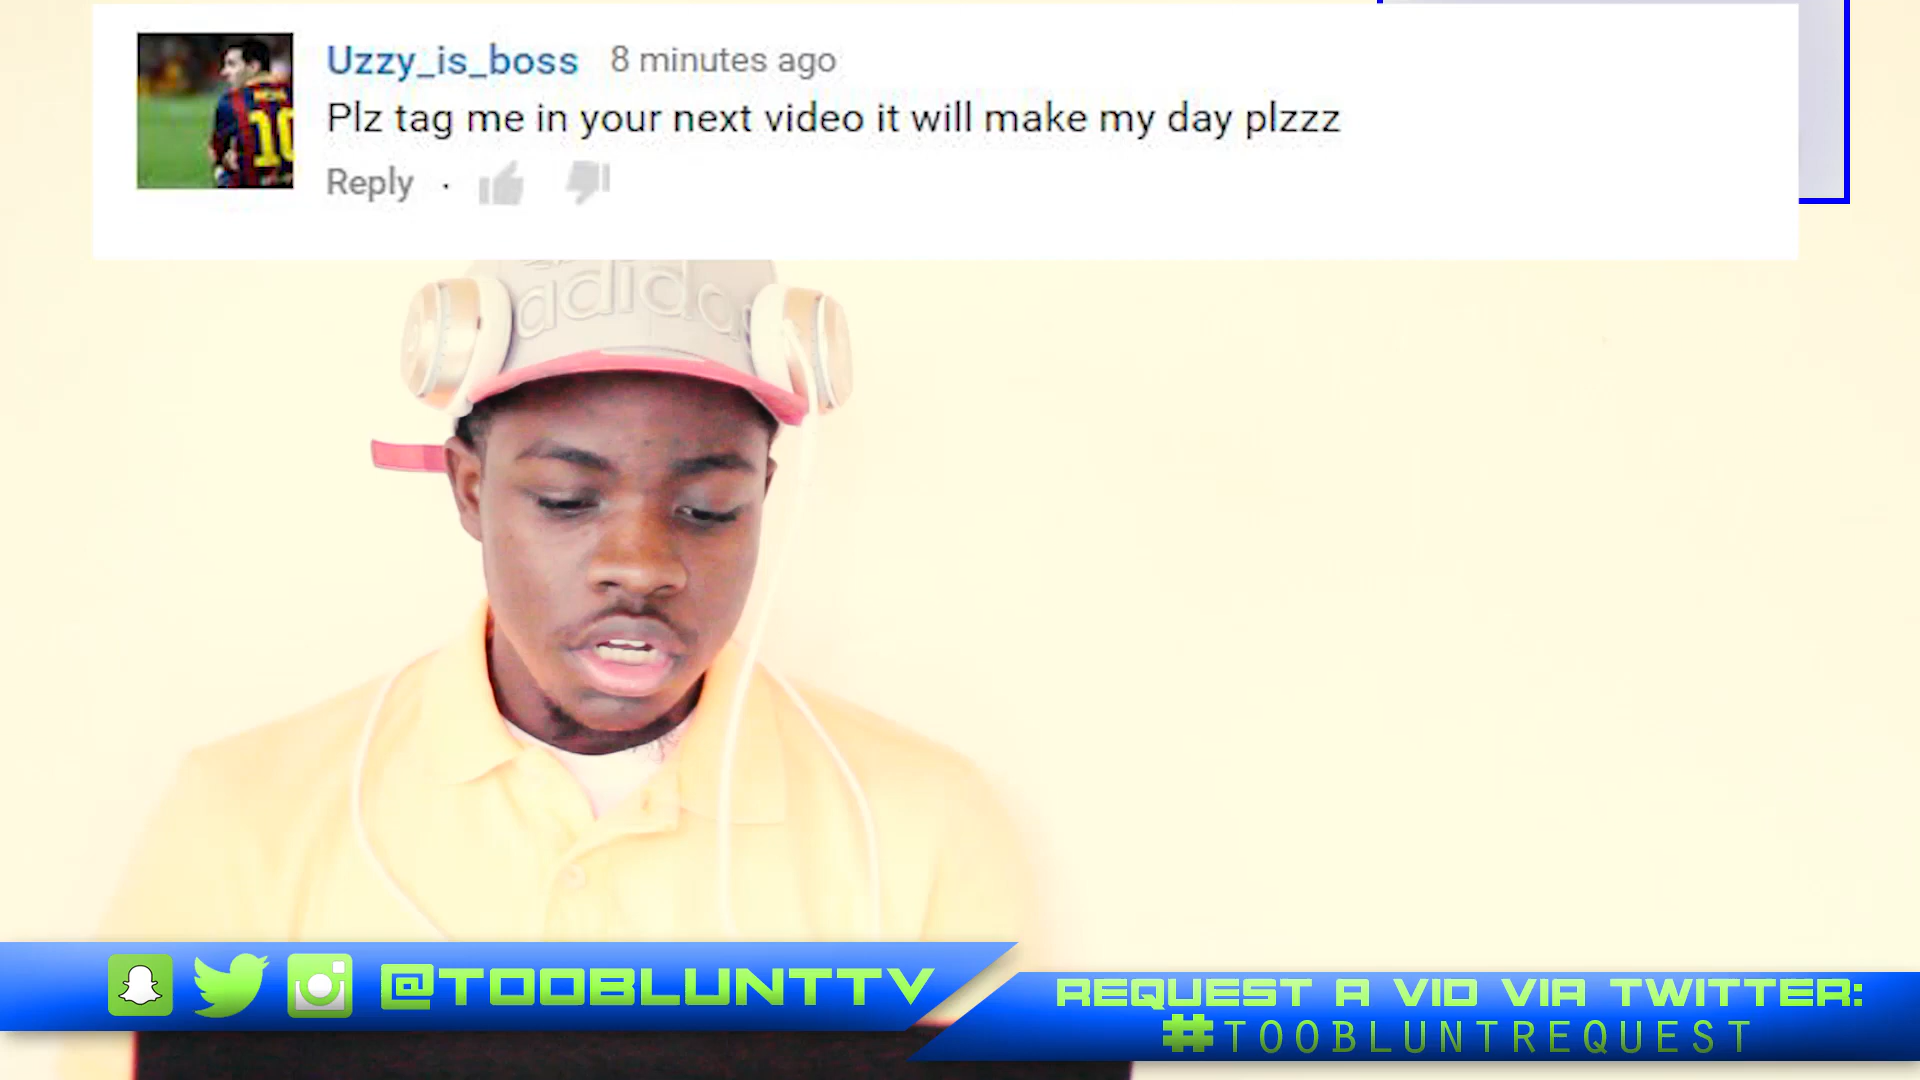 Uzzy_is_boss 8 minutes ago
Plz tag me in your next video it will make my day plzzz
Reply ·
10
adidas
@TOOBLUNTTV
REQUEST A VID VIA TWITTER:
#TOOBLUNTREQUEST